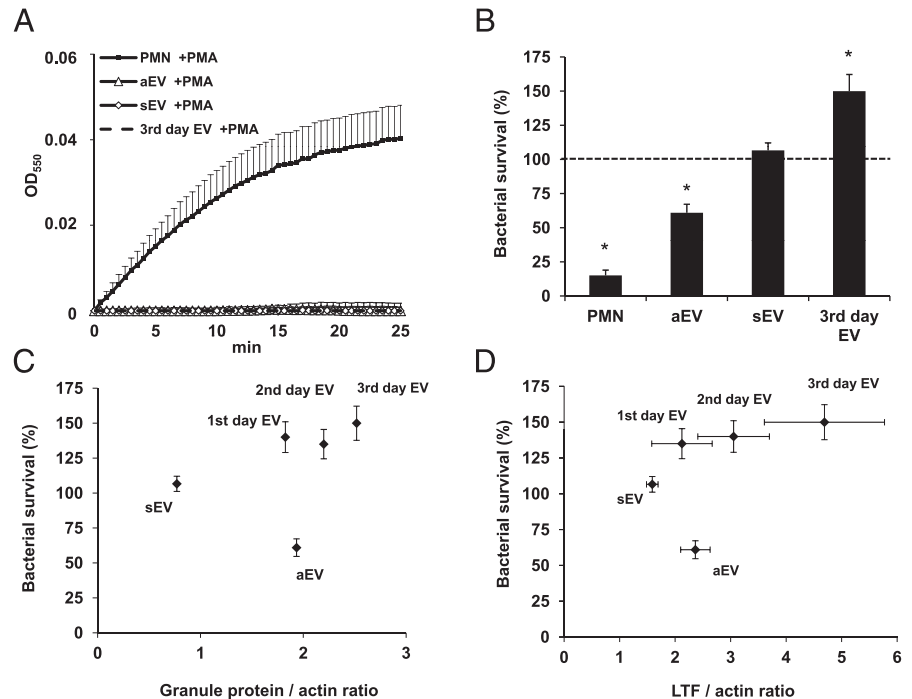 A
0.06
0.04
0.02
0
OD550
PMN +PMA
aEV +PMA
sEV +PMA
3rd day EV +PMA
0 5 10 15 20 25
min
B
Bacterial survival (%)
175
150
125
100
75
50
25
0
*
*
*
PMN aEV sEV 3rd day
EV
C
Bacterial survival (%)
175
150
125
100
75
50
25
0
2nd day EV
3rd day EV
1st day EV
sEV
aEV
0 1 2 3
Granule protein / actin ratio
D
Bacterial survival (%)
175
150
125
100
75
50
25
0
3rd day EV
2nd day EV
1st day EV
sEV
aEV
0 1 2 3 4 5 6
LTF / actin ratio